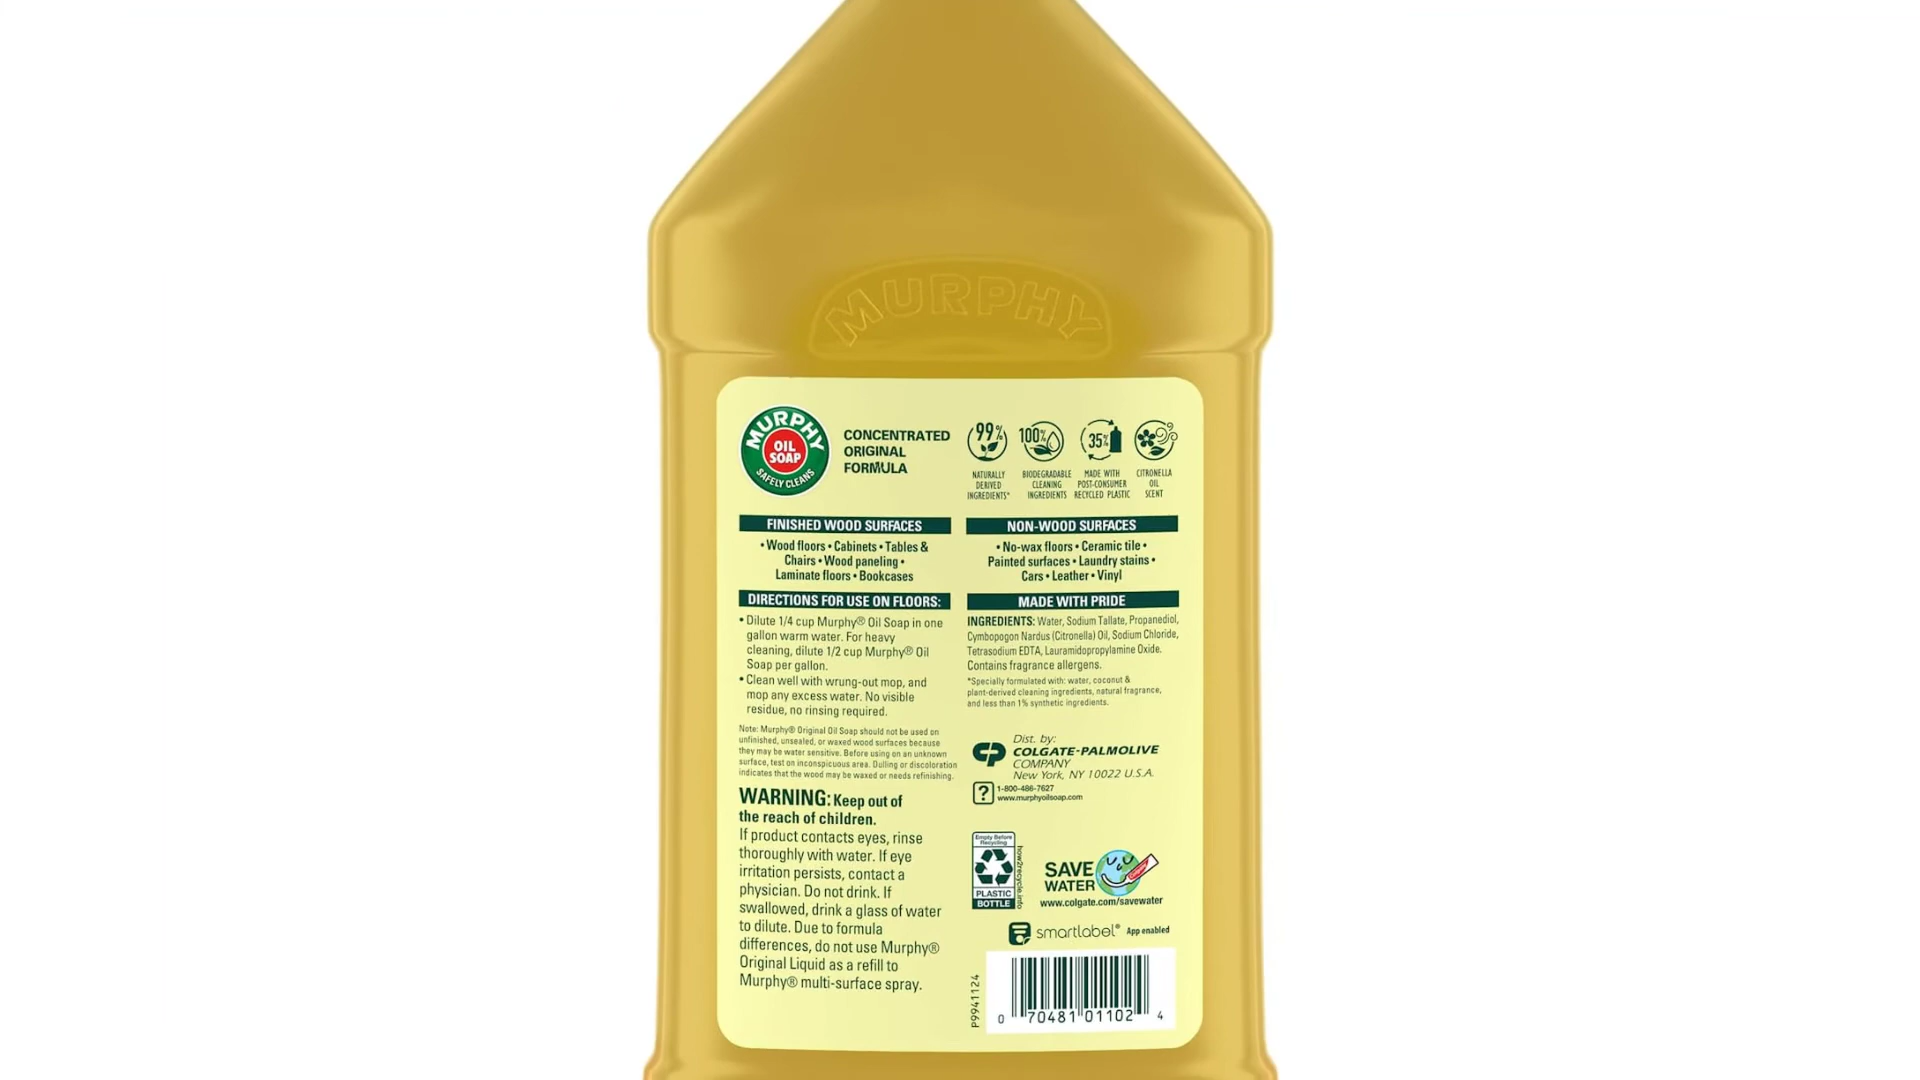 MURPHY
MURPHY
OIL
SOAP
SAFELY CLEANS
CONCENTRATED
ORIGINAL
FORMULA
99%
NATURALLY
DERIVED
INGREDIENTS*
100%
BIODEGRADABLE
CLEANING
INGREDIENTS
35%
MADE WITH
POST-CONSUMER
RECYCLED PLASTIC
CITRONELLA
OIL
SCENT
FINISHED WOOD SURFACES
• Wood floors • Cabinets • Tables &
Chairs • Wood paneling •
Laminate floors • Bookcases
DIRECTIONS FOR USE ON FLOORS:
• Dilute 1/4 cup Murphy® Oil Soap in one
gallon warm water. For heavy
cleaning, dilute 1/2 cup Murphy® Oil
Soap per gallon.
• Clean well with wrung-out mop, and
mop any excess water. No visible
residue, no rinsing required.
Note: Murphy® Original Oil Soap should not be used on
unfinished, unsealed, or waxed wood surfaces because
they may be water sensitive. Before using on an unknown
surface, test on inconspicuous area. Dulling or discoloration
indicates that the wood may be waxed or needs refinishing.
WARNING: Keep out of
the reach of children.
If product contacts eyes, rinse
thoroughly with water. If eye
irritation persists, contact a
physician. Do not drink. If
swallowed, drink a glass of water
to dilute. Due to formula
differences, do not use Murphy®
Original Liquid as a refill to
Murphy® multi-surface spray.
NON-WOOD SURFACES
• No-wax floors • Ceramic tile •
Painted surfaces • Laundry stains •
Cars • Leather • Vinyl
MADE WITH PRIDE
INGREDIENTS: Water, Sodium Tallate, Propanediol,
Cymbopogon Nardus (Citronella) Oil, Sodium Chloride,
Tetrasodium EDTA, Lauramidopropylamine Oxide.
Contains fragrance allergens.
*Specially formulated with: water, coconut &
plant-derived cleaning ingredients, natural fragrance,
and less than 1% synthetic ingredients.
Dist. by:
COLGATE-PALMOLIVE
COMPANY
New York, NY 10022 U.S.A.
? 1-800-486-7627
www.murphyoilsoap.com
Empty Before
Recycling
PLASTIC
BOTTLE
how2recycle.info
SAVE
WATER
www.colgate.com/savewater
smartlabel® App enabled
P9941124
0 70481 01102 4